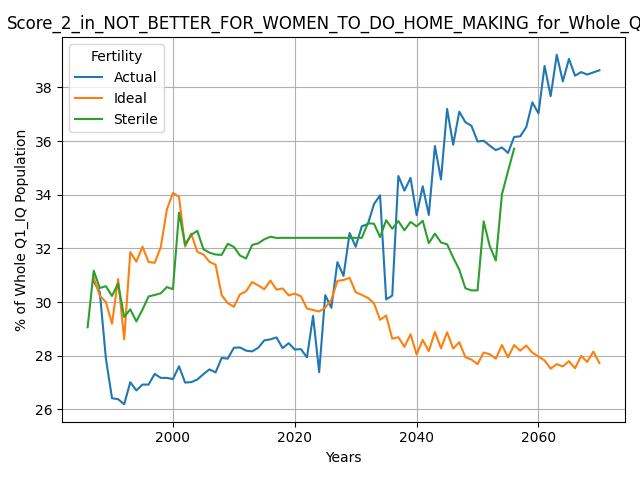 Score_2_in_NOT_BETTER_FOR_WOMEN_TO_DO_HOME_MAKING_for_Whole_Q
Fertility
Actual
Ideal
Sterile
% of Whole Q1_IQ Population
38
36
34
32
30
28
26
2000
2020
2040
2060
Years